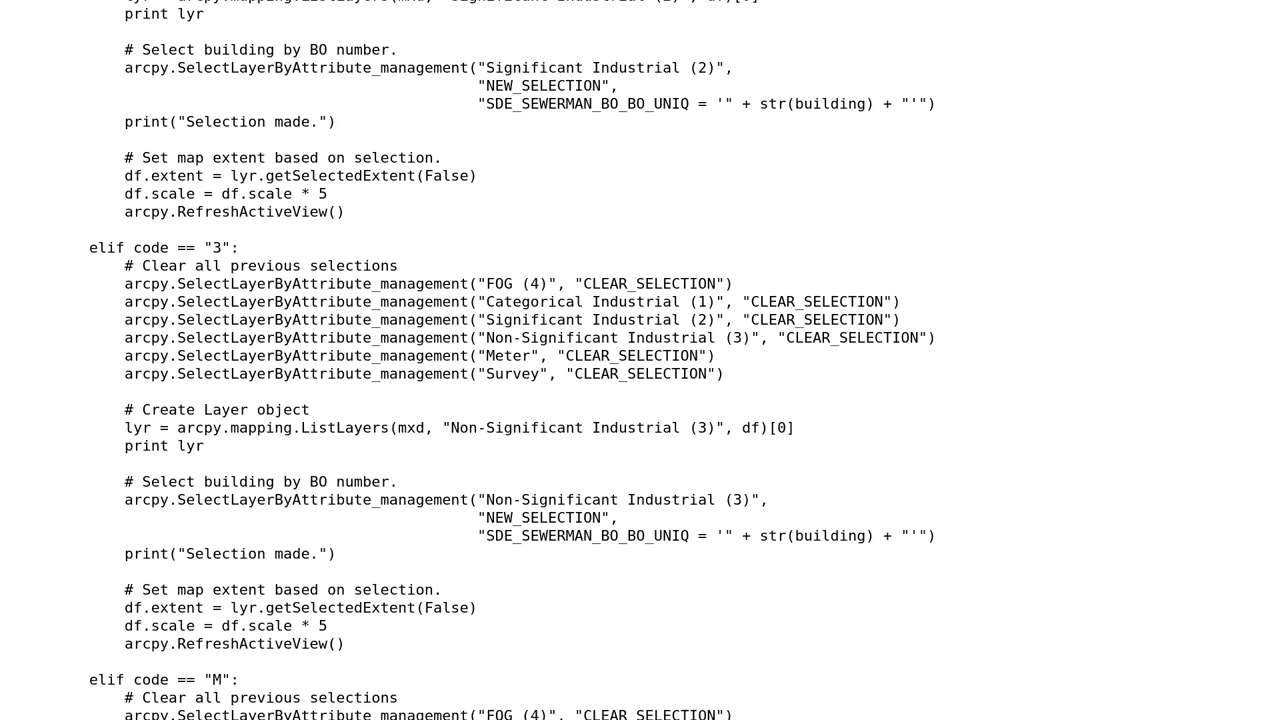 print lyr
# Select building by BO number.
arcpy.SelectLayerByAttribute_management("Significant Industrial (2)",
"NEW_SELECTION",
"SDE_SEWERMAN_BO_BO_UNIQ = '" + str(building) + "'")
print("Selection made.")
# Set map extent based on selection.
df.extent = lyr.getSelectedExtent(False)
df.scale = df.scale * 5
arcpy.RefreshActiveView()
elif code == "3":
# Clear all previous selections
arcpy.SelectLayerByAttribute_management("FOG (4)", "CLEAR_SELECTION")
arcpy.SelectLayerByAttribute_management("Categorical Industrial (1)", "CLEAR_SELECTION")
arcpy.SelectLayerByAttribute_management("Significant Industrial (2)", "CLEAR_SELECTION")
arcpy.SelectLayerByAttribute_management("Non-Significant Industrial (3)", "CLEAR_SELECTION")
arcpy.SelectLayerByAttribute_management("Meter", "CLEAR_SELECTION")
arcpy.SelectLayerByAttribute_management("Survey", "CLEAR_SELECTION")
# Create Layer object
lyr = arcpy.mapping.ListLayers(mxd, "Non-Significant Industrial (3)", df)[0]
print lyr
# Select building by BO number.
arcpy.SelectLayerByAttribute_management("Non-Significant Industrial (3)",
"NEW_SELECTION",
"SDE_SEWERMAN_BO_BO_UNIQ = '" + str(building) + "'")
print("Selection made.")
# Set map extent based on selection.
df.extent = lyr.getSelectedExtent(False)
df.scale = df.scale * 5
arcpy.RefreshActiveView()
elif code == "M":
# Clear all previous selections
arcpy.SelectLayerByAttribute_management("FOG (4)", "CLEAR_SELECTION")